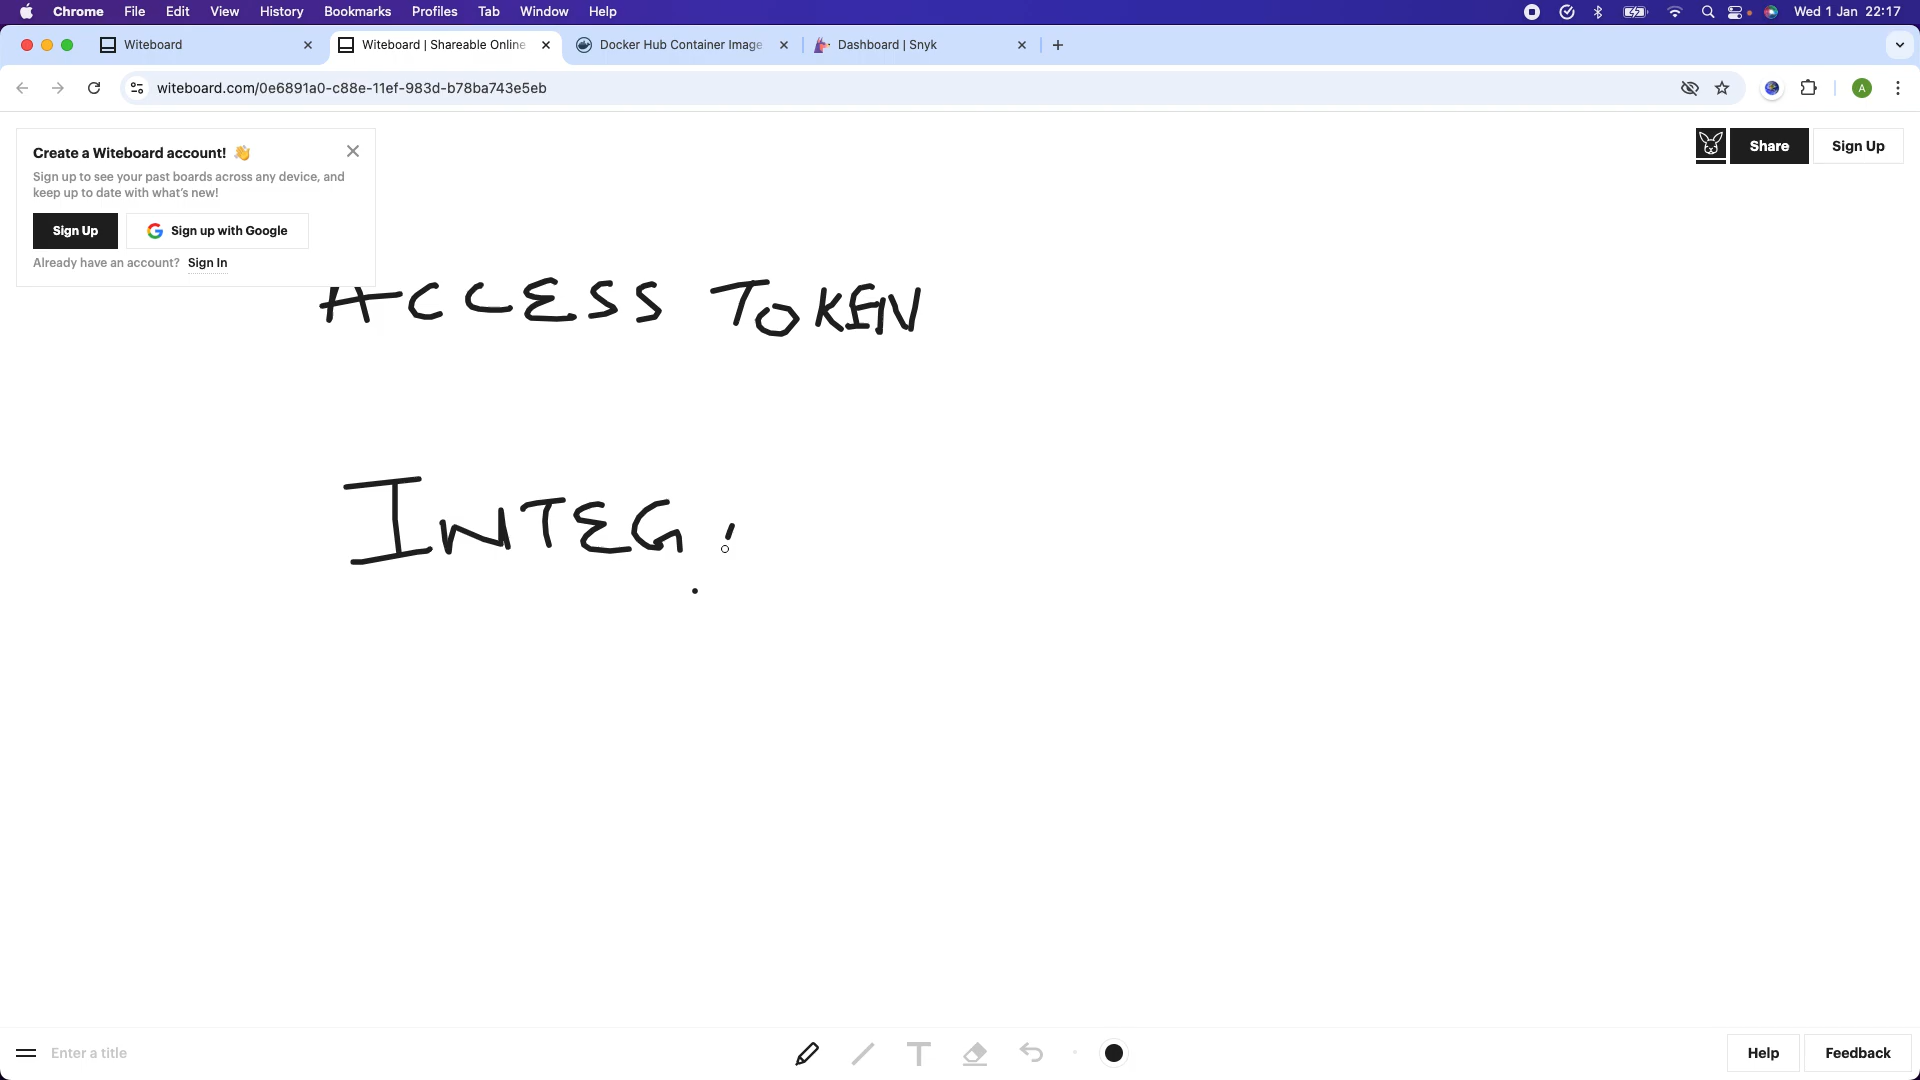 Chrome File Edit View History Bookmarks Profiles Tab Window Help Wed 1 Jan 22:17
Witeboard Witeboard | Shareable Online Docker Hub Container Image Dashboard | Snyk
witeboard.com/0e6891a0-c88e-11ef-983d-b78ba743e5eb A
Create a Witeboard account! 👋
Sign up to see your past boards across any device, and
keep up to date with what's new!
Sign Up Sign up with Google
Already have an account? Sign In
Share Sign Up
ACCESS TOKEN
INTEG
Enter a title T Help Feedback